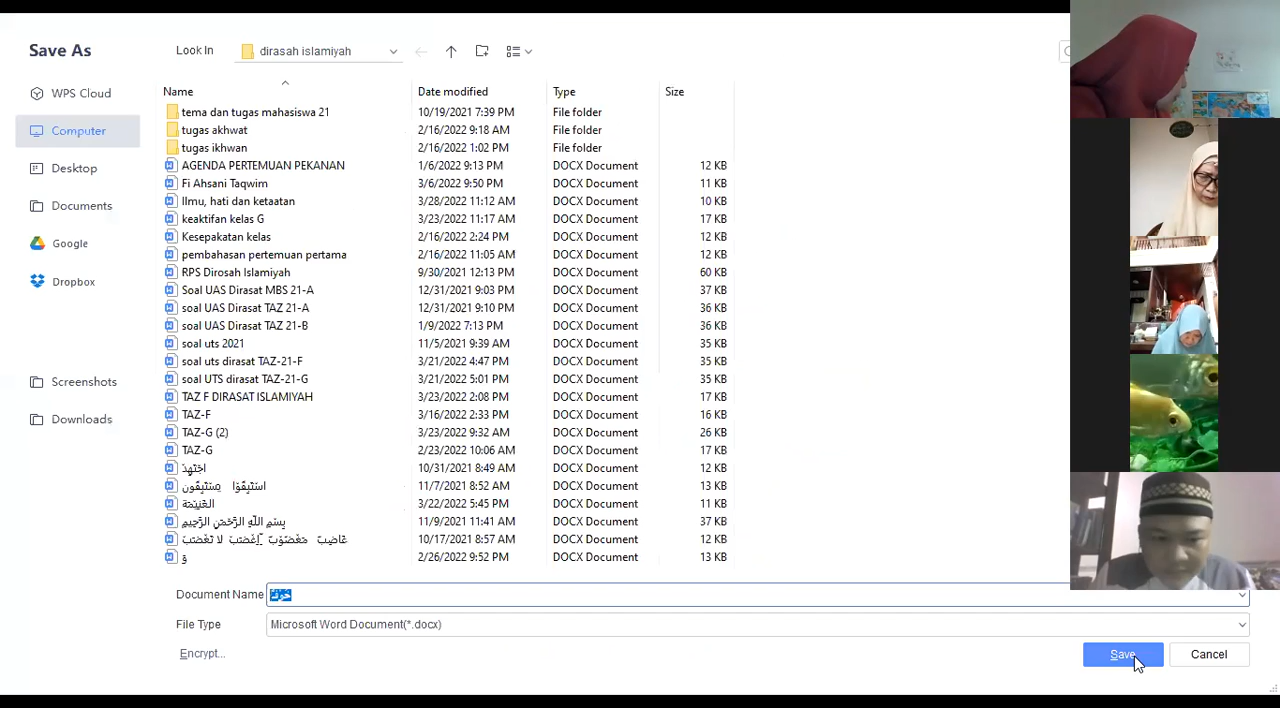 Save As
Look In dirasah islamiyah
WPS Cloud
Computer
Desktop
Documents
Google
Dropbox
Screenshots
Downloads
Name Date modified Type Size
tema dan tugas mahasiswa 21 10/19/2021 7:39 PM File folder
tugas akhwat 2/16/2022 9:18 AM File folder
tugas ikhwan 2/16/2022 1:02 PM File folder
AGENDA PERTEMUAN PEKANAN 1/6/2022 9:13 PM DOCX Document 12 KB
Fi Ahsani Taqwim 3/6/2022 9:50 PM DOCX Document 11 KB
Ilmu, hati dan ketaatan 3/28/2022 11:12 AM DOCX Document 10 KB
keaktifan kelas G 3/23/2022 11:17 AM DOCX Document 17 KB
Kesepakatan kelas 2/16/2022 2:24 PM DOCX Document 12 KB
pembahasan pertemuan pertama 2/16/2022 11:05 AM DOCX Document 12 KB
RPS Dirosah Islamiyah 9/30/2021 12:13 PM DOCX Document 60 KB
Soal UAS Dirasat MBS 21-A 12/31/2021 9:03 PM DOCX Document 37 KB
soal UAS Dirasat TAZ 21-A 12/31/2021 9:10 PM DOCX Document 36 KB
soal UAS Dirasat TAZ 21-B 1/9/2022 7:13 PM DOCX Document 36 KB
soal uts 2021 11/5/2021 9:39 AM DOCX Document 35 KB
soal uts dirasat TAZ-21-F 3/21/2022 4:47 PM DOCX Document 35 KB
soal UTS dirasat TAZ-21-G 3/21/2022 5:01 PM DOCX Document 35 KB
TAZ F DIRASAT ISLAMIYAH 3/23/2022 2:08 PM DOCX Document 17 KB
TAZ-F 3/16/2022 2:33 PM DOCX Document 16 KB
TAZ-G (2) 3/23/2022 9:32 AM DOCX Document 26 KB
TAZ-G 2/23/2022 10:06 AM DOCX Document 17 KB
10/31/2021 8:49 AM DOCX Document 12 KB
11/7/2021 8:52 AM DOCX Document 13 KB
3/22/2022 5:45 PM DOCX Document 11 KB
بِسْمِ اللَّهِ الرَّحْمَنِ الرَّحِيمِ 11/9/2021 11:41 AM DOCX Document 37 KB
10/17/2021 8:57 AM DOCX Document 12 KB
2/26/2022 9:52 PM DOCX Document 13 KB
Document Name
File Type Microsoft Word Document(*.docx)
Encrypt...
Save Cancel